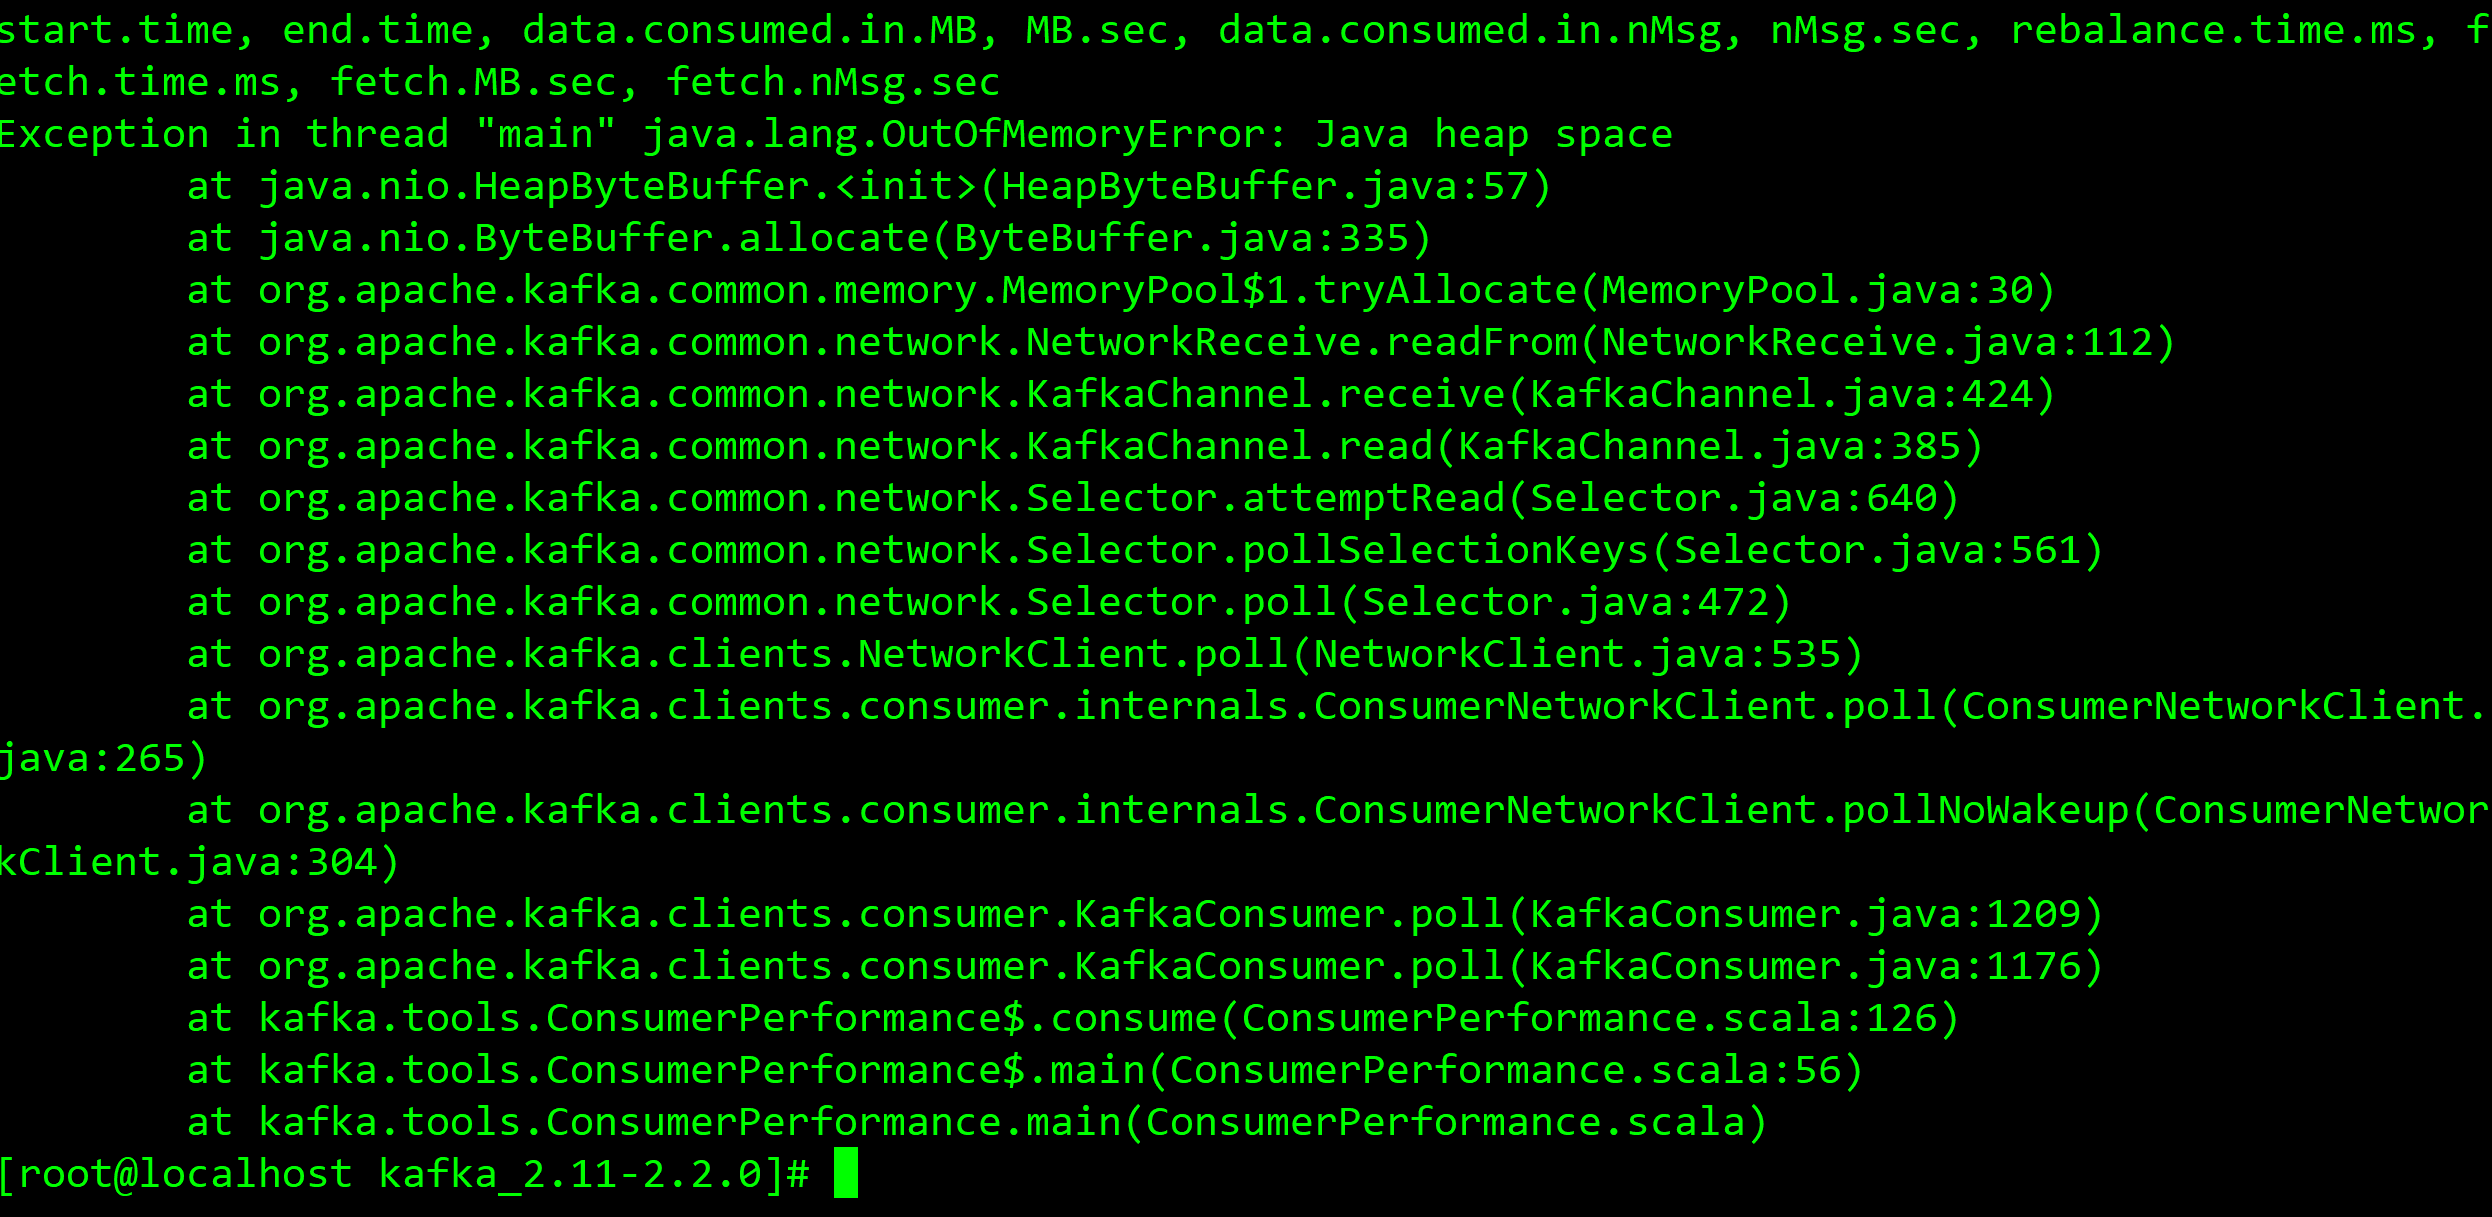 start.time, end.time, data.consumed.in.MB, MB.sec, data.consumed.in.nMsg, nMsg.sec, rebalance.time.ms, f
etch.time.ms, fetch.MB.sec, fetch.nMsg.sec
Exception in thread "main" java.lang.OutOfMemoryError: Java heap space
        at java.nio.HeapByteBuffer.<init>(HeapByteBuffer.java:57)
        at java.nio.ByteBuffer.allocate(ByteBuffer.java:335)
        at org.apache.kafka.common.memory.MemoryPool$1.tryAllocate(MemoryPool.java:30)
        at org.apache.kafka.common.network.NetworkReceive.readFrom(NetworkReceive.java:112)
        at org.apache.kafka.common.network.KafkaChannel.receive(KafkaChannel.java:424)
        at org.apache.kafka.common.network.KafkaChannel.read(KafkaChannel.java:385)
        at org.apache.kafka.common.network.Selector.attemptRead(Selector.java:640)
        at org.apache.kafka.common.network.Selector.pollSelectionKeys(Selector.java:561)
        at org.apache.kafka.common.network.Selector.poll(Selector.java:472)
        at org.apache.kafka.clients.NetworkClient.poll(NetworkClient.java:535)
        at org.apache.kafka.clients.consumer.internals.ConsumerNetworkClient.poll(ConsumerNetworkClient.
java:265)
        at org.apache.kafka.clients.consumer.internals.ConsumerNetworkClient.pollNoWakeup(ConsumerNetwor
kClient.java:304)
        at org.apache.kafka.clients.consumer.KafkaConsumer.poll(KafkaConsumer.java:1209)
        at org.apache.kafka.clients.consumer.KafkaConsumer.poll(KafkaConsumer.java:1176)
        at kafka.tools.ConsumerPerformance$.consume(ConsumerPerformance.scala:126)
        at kafka.tools.ConsumerPerformance$.main(ConsumerPerformance.scala:56)
        at kafka.tools.ConsumerPerformance.main(ConsumerPerformance.scala)
[root@localhost kafka_2.11-2.2.0]#